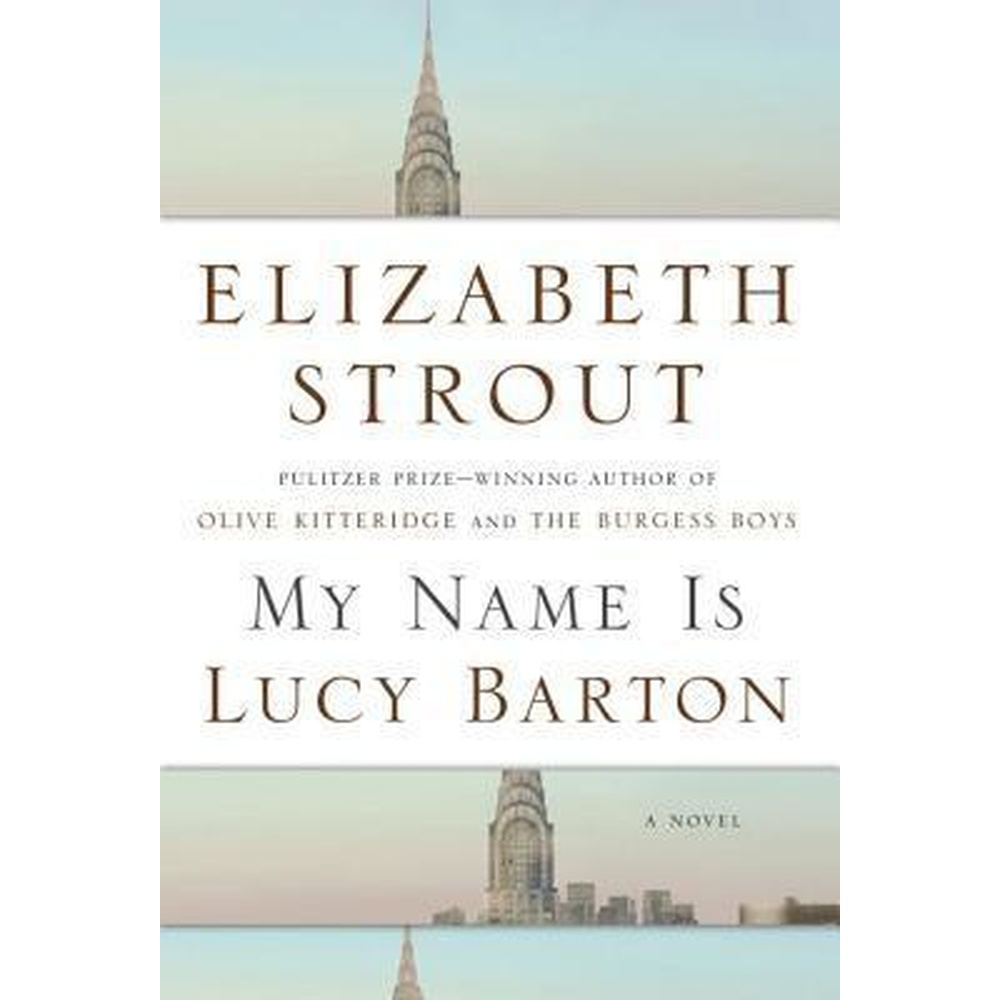 ELIZABETH
STROUT
PULITZER PRIZE—WINNING AUTHOR OF
OLIVE KITTERIDGE AND THE BURGESS BOYS
MY NAME IS
LUCY BARTON
A NOVEL